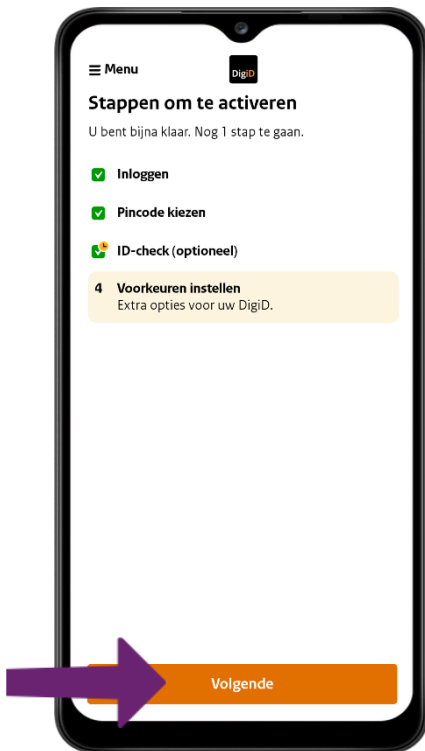 Menu
DigiD
Stappen om te activeren
U bent bijna klaar. Nog 1 stap te gaan.
Inloggen
Pincode kiezen
ID-check (optioneel)
4 Voorkeuren instellen
Extra opties voor uw DigiD.
Volgende